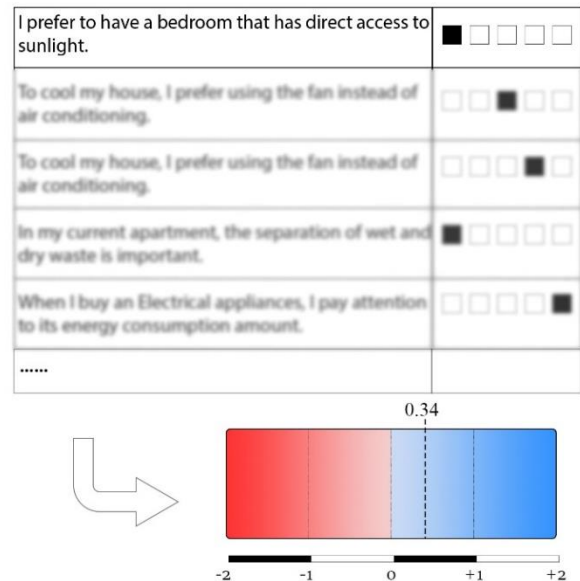 I prefer to have a bedroom that has direct access to
sunlight.
To cool my house, I prefer using the fan instead of
air conditioning.
To cool my house, I prefer using the fan instead of
air conditioning.
In my current apartment, the separation of wet and
dry waste is important.
When I buy an Electrical appliances, I pay attention
to its energy consumption amount.
......
0.34
-2 -1 0 +1 +2